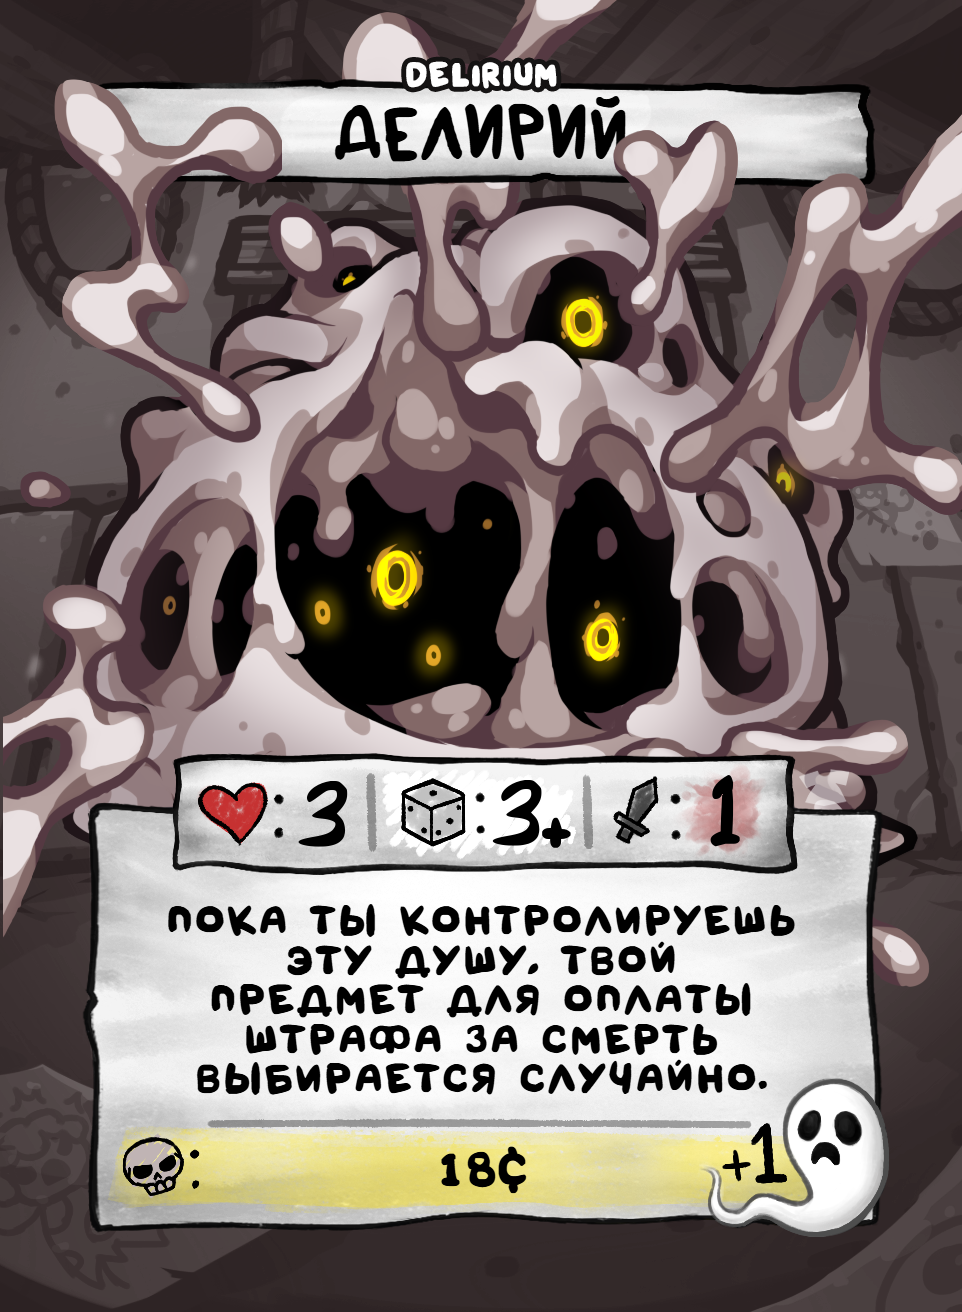 DELIRIUM
ДЕЛИРИЙ
: 3 : 3+ : 1
ПОКА ТЫ КОНТРОЛИРУЕШЬ
ЭТУ ДУШУ, ТВОЙ
ПРЕДМЕТ ДЛЯ ОПЛАТЫ
ШТРАФА ЗА СМЕРТЬ
ВЫБИРАЕТСЯ СЛУЧАЙНО.
: 18¢ +1